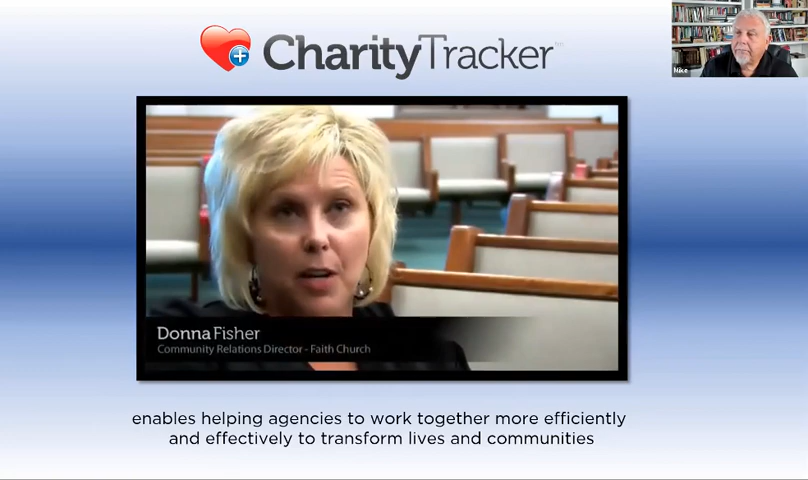 CharityTracker™
Mike
Donna Fisher
Community Relations Director - Faith Church
enables helping agencies to work together more efficiently
and effectively to transform lives and communities